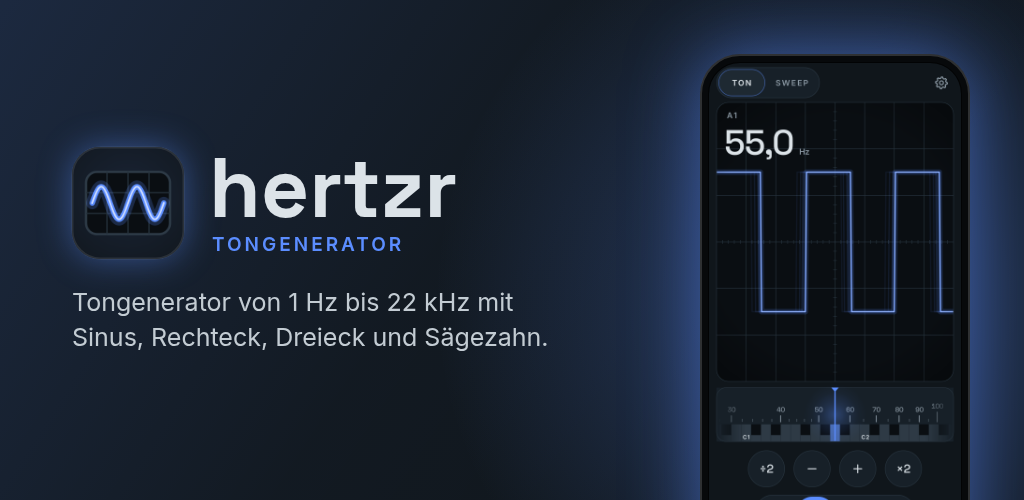 hertzr
TONGENERATOR
Tongenerator von 1 Hz bis 22 kHz mit
Sinus, Rechteck, Dreieck und Sägezahn.
TON SWEEP
A1
55,0 Hz
30 40 50 60 70 80 90 100
C1 C2
÷2 − + ×2